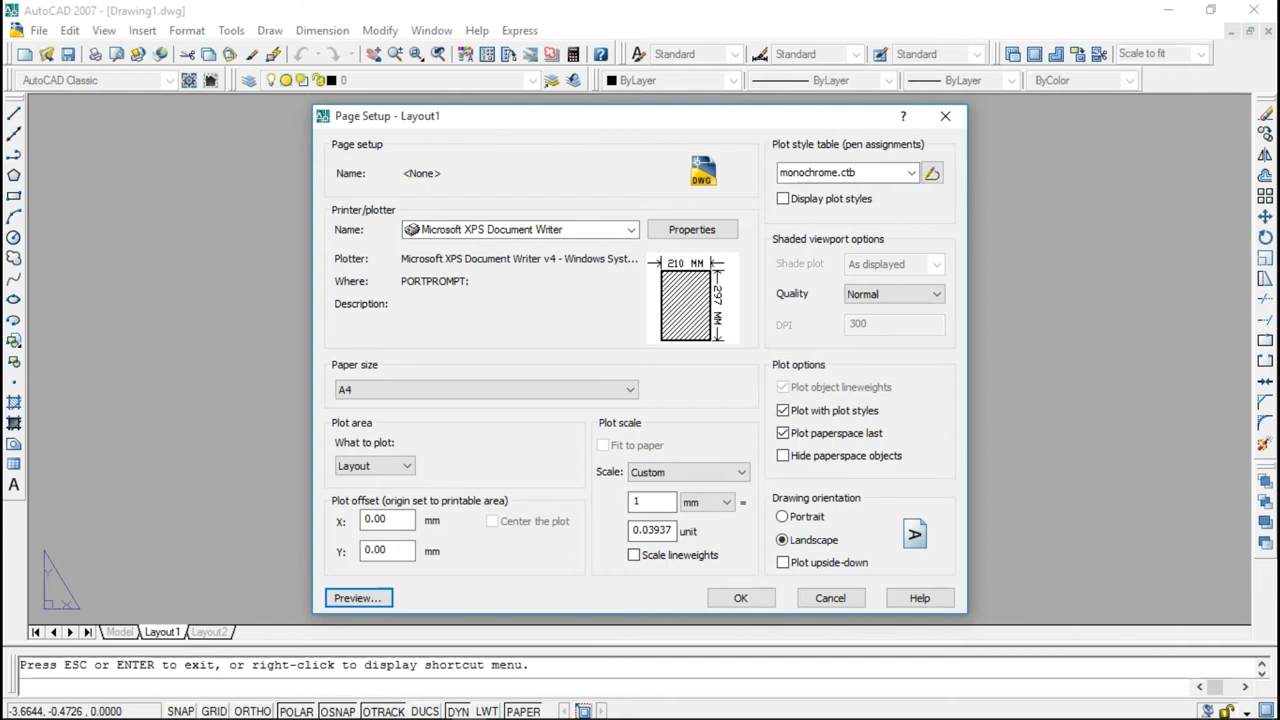 AutoCAD 2007 - [Drawing1.dwg]
File Edit View Insert Format Tools Draw Dimension Modify Window Help Express
Standard Standard Standard Scale to fit
AutoCAD Classic 0 ByLayer ByLayer ByLayer ByColor
Page Setup - Layout1
Page setup
Name: <None>
DWG
Printer/plotter
Name: Microsoft XPS Document Writer Properties
Plotter: Microsoft XPS Document Writer v4 - Windows Syst...
Where: PORTPROMPT:
Description:
210 MM
297 MM
Paper size
A4
Plot area
What to plot:
Layout
Plot offset (origin set to printable area)
X: 0.00 mm Center the plot
Y: 0.00 mm
Plot scale
Fit to paper
Scale: Custom
1 mm =
0.03937 unit
Scale lineweights
Plot style table (pen assignments)
monochrome.ctb
Display plot styles
Shaded viewport options
Shade plot As displayed
Quality Normal
DPI 300
Plot options
Plot object lineweights
Plot with plot styles
Plot paperspace last
Hide paperspace objects
Drawing orientation
Portrait
Landscape
A
Plot upside-down
Preview... OK Cancel Help
Y
X
Model Layout1 Layout2
Press ESC or ENTER to exit, or right-click to display shortcut menu.
-3.6644, -0.4726, 0.0000 SNAP GRID ORTHO POLAR OSNAP OTRACK DUCS DYN LWT PAPER